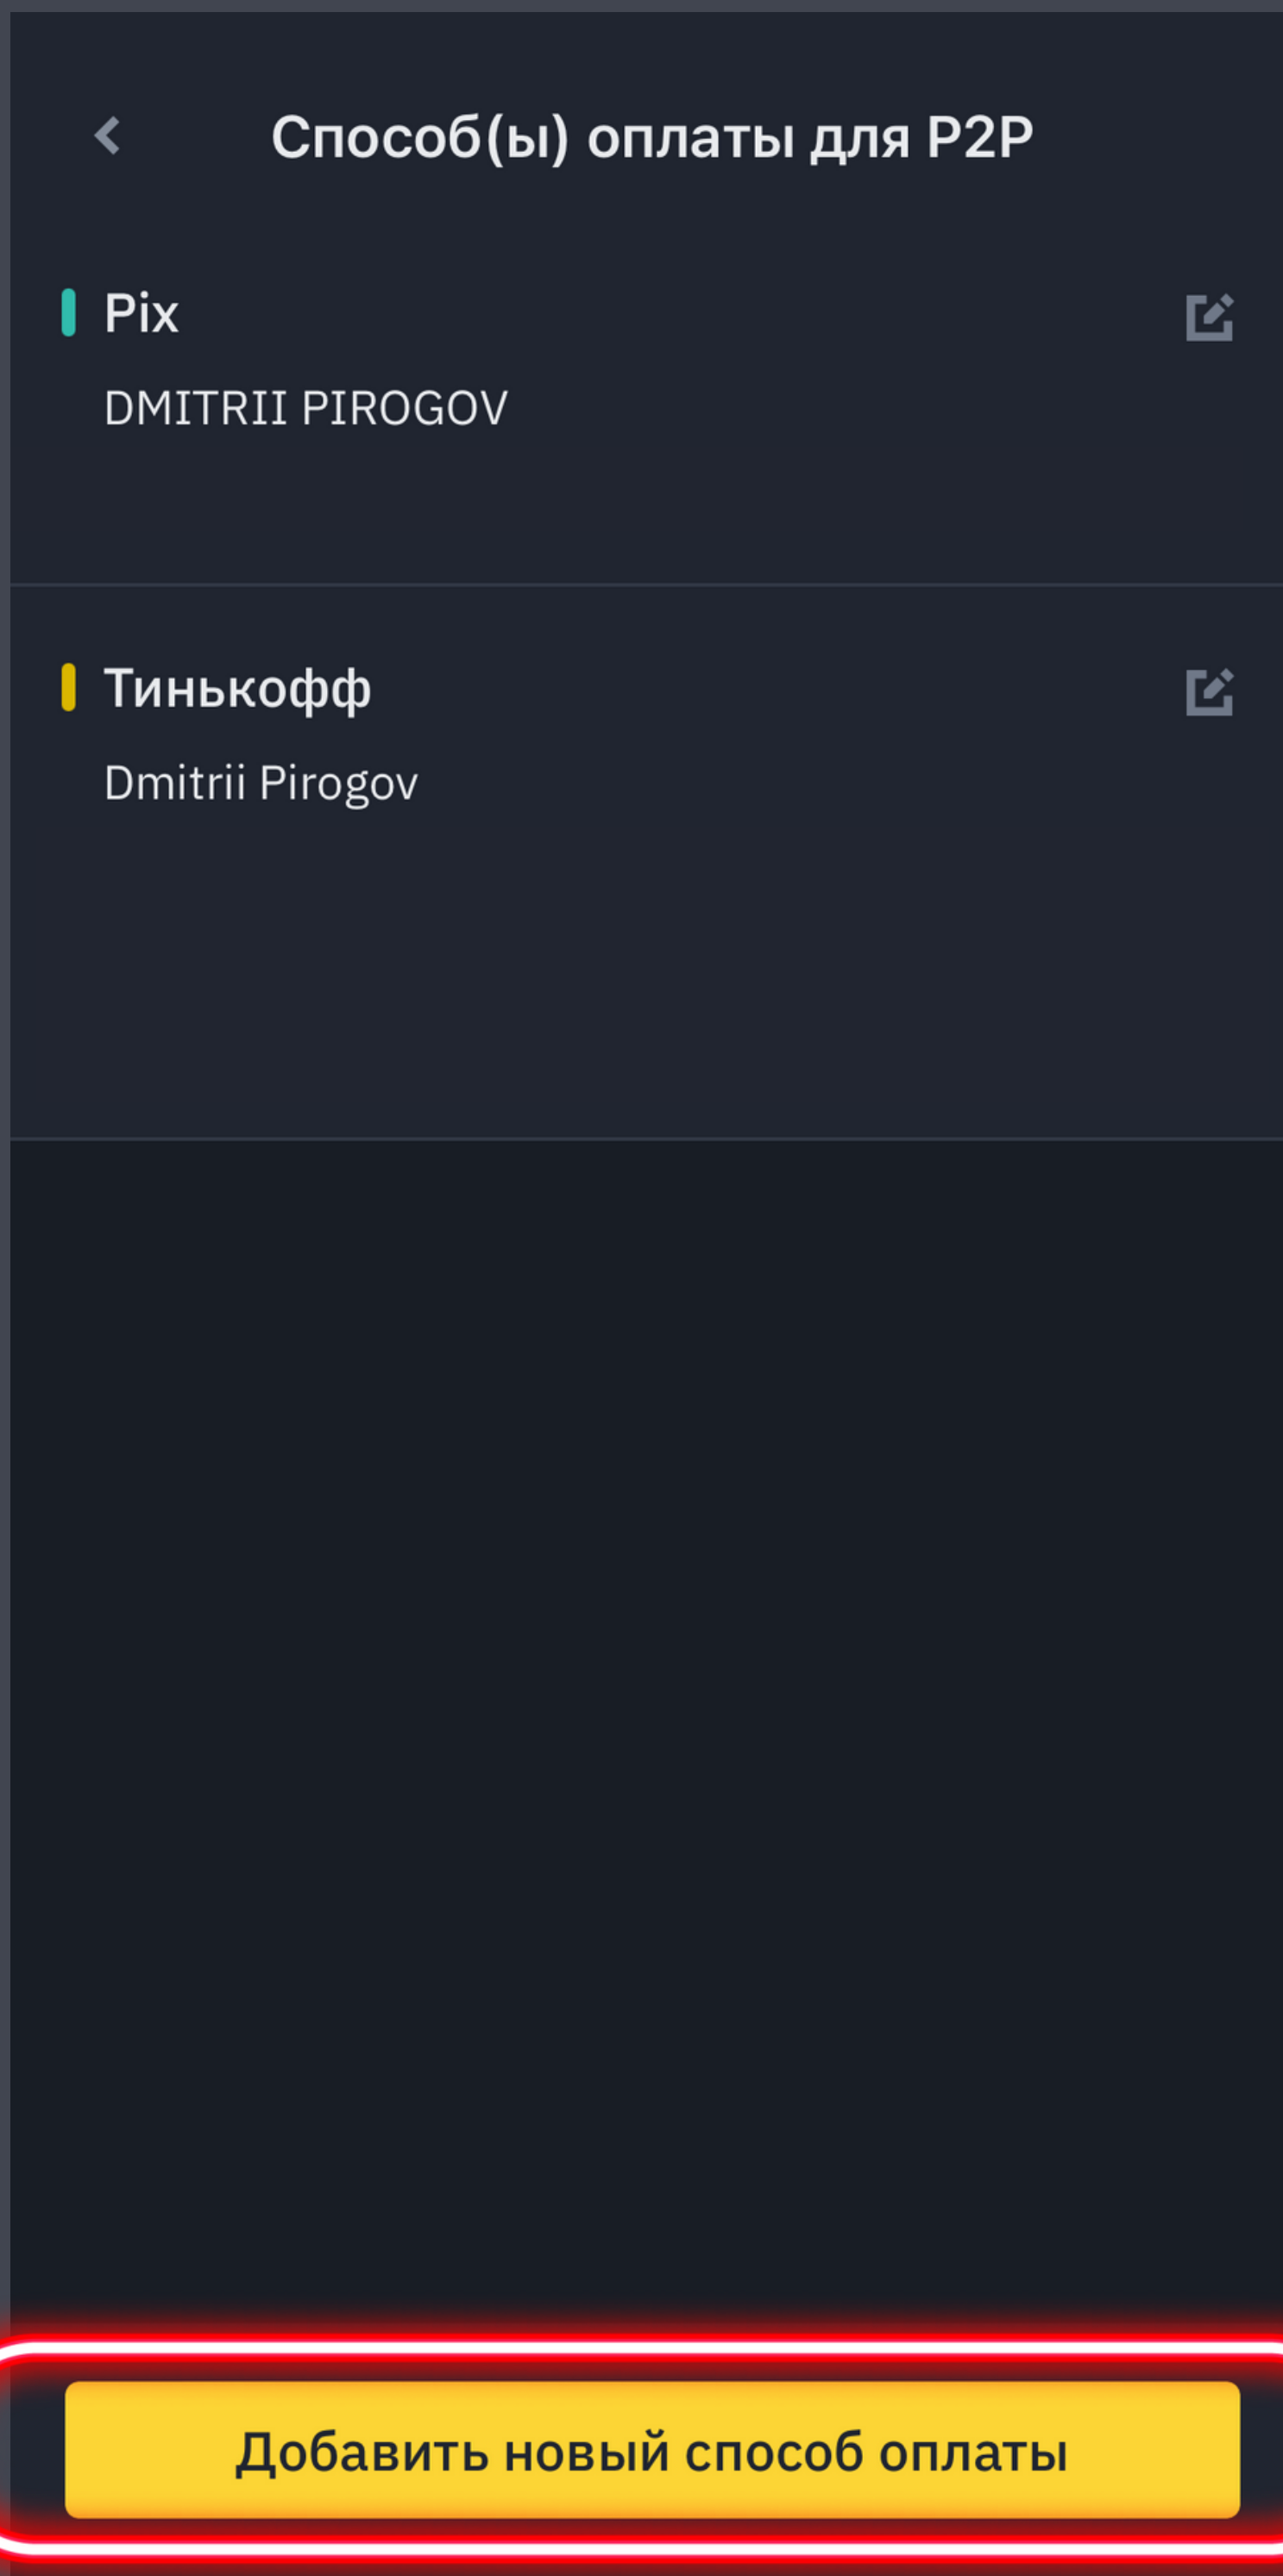 Способ(ы) оплаты для P2P
Pix
DMITRII PIROGOV
Тинькофф
Dmitrii Pirogov
Добавить новый способ оплаты